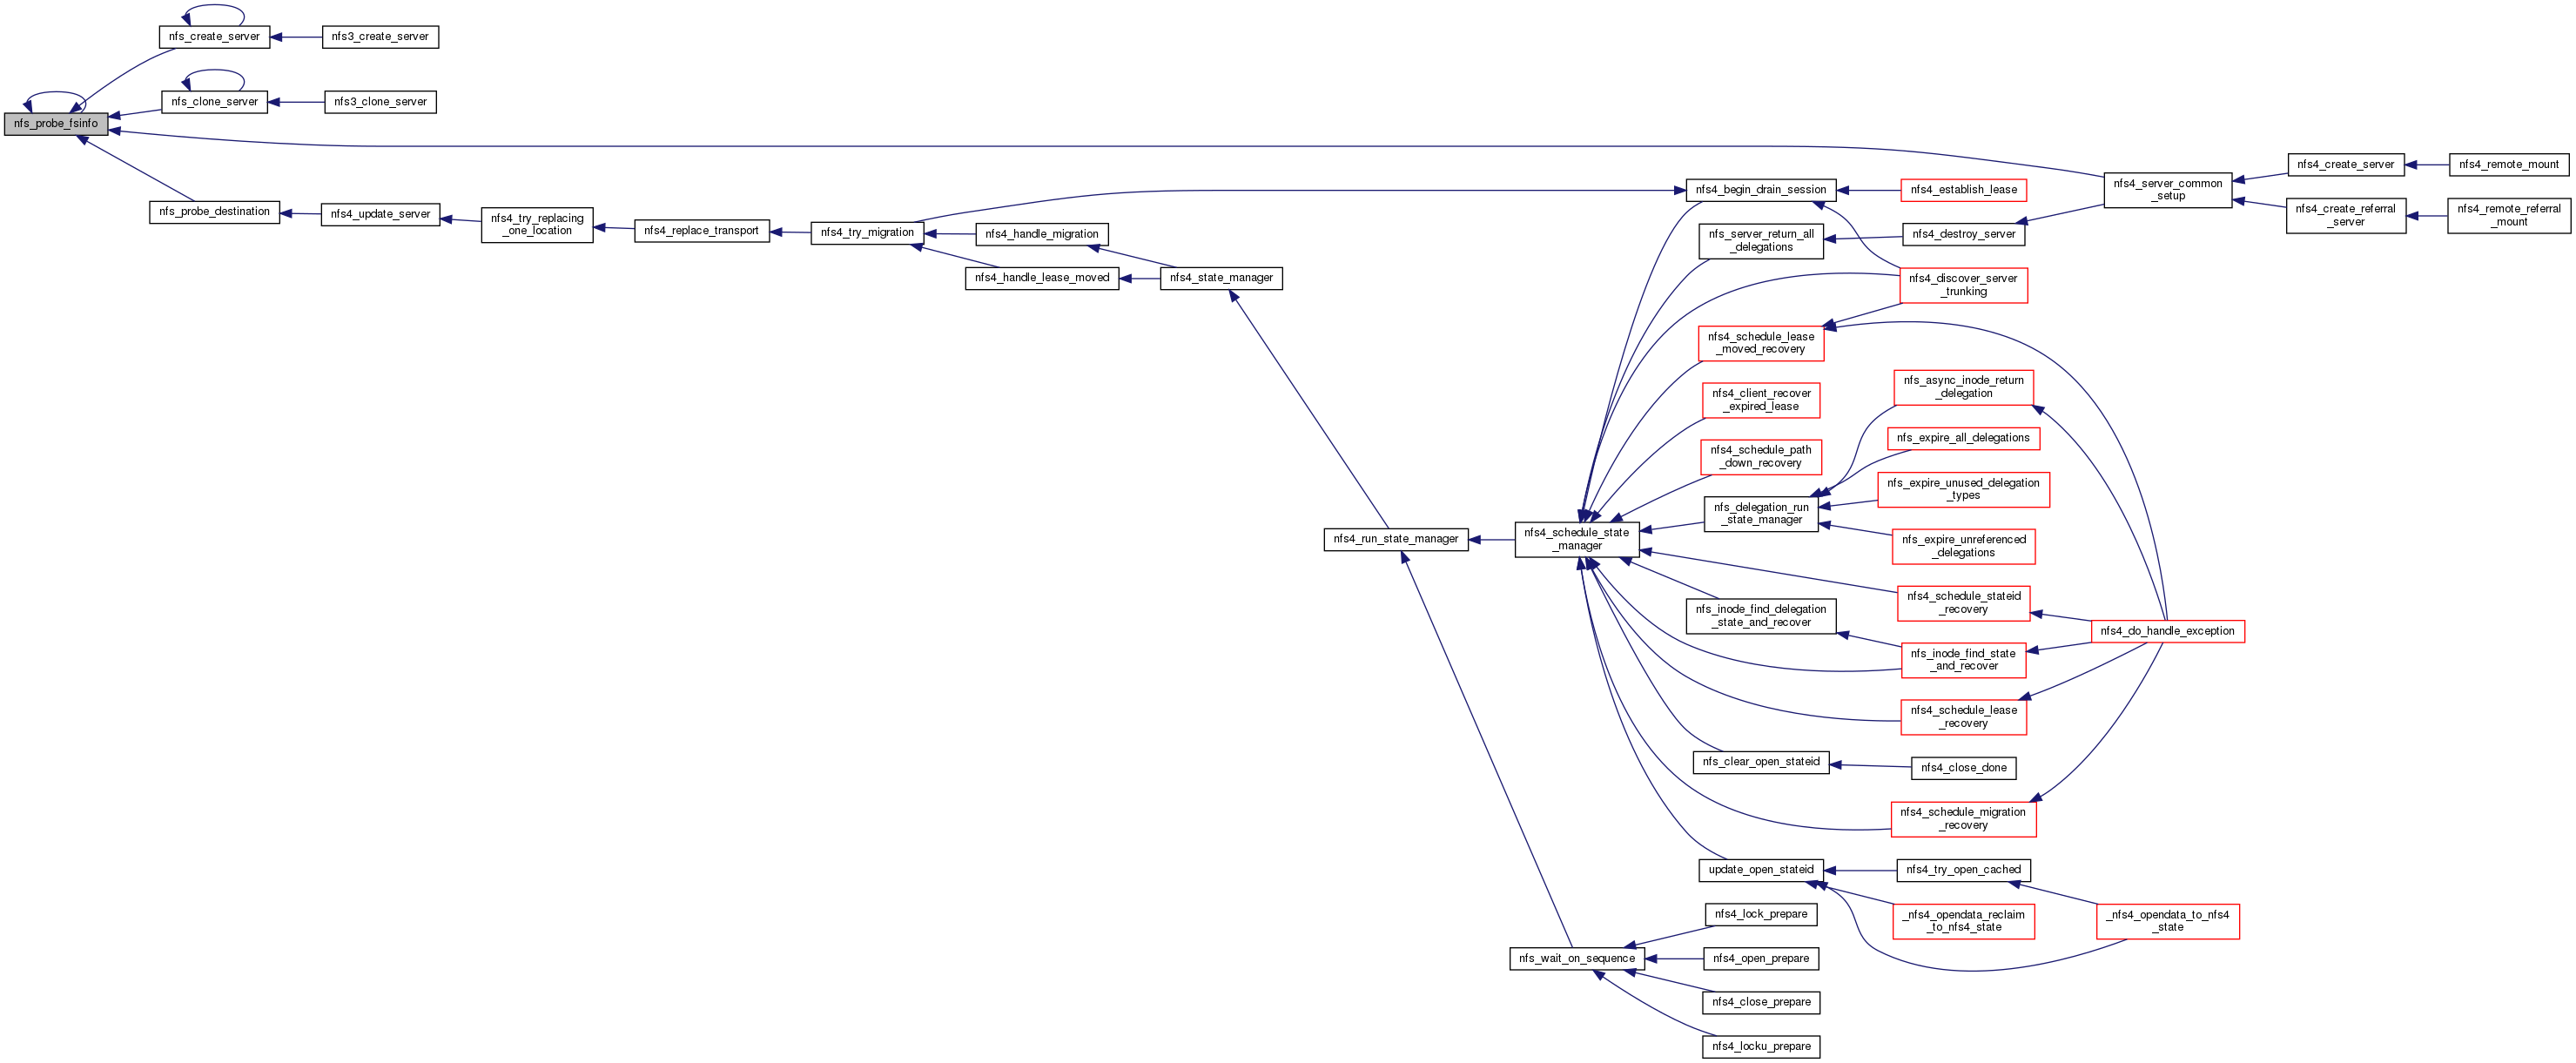 nfs_create_server
nfs3_create_server
nfs_clone_server
nfs3_clone_server
nfs_probe_fsinfo
nfs_probe_destination
nfs4_update_server
nfs4_try_replacing
_one_location
nfs4_replace_transport
nfs4_try_migration
nfs4_handle_migration
nfs4_handle_lease_moved
nfs4_state_manager
nfs4_run_state_manager
nfs4_schedule_state
_manager
nfs4_begin_drain_session
nfs4_establish_lease
nfs_server_return_all
_delegations
nfs4_destroy_server
nfs4_server_common
_setup
nfs4_create_server
nfs4_remote_mount
nfs4_create_referral
_server
nfs4_remote_referral
_mount
nfs4_discover_server
_trunking
nfs4_schedule_lease
_moved_recovery
nfs4_client_recover
_expired_lease
nfs4_schedule_path
_down_recovery
nfs_delegation_run
_state_manager
nfs_async_inode_return
_delegation
nfs_expire_all_delegations
nfs_expire_unused_delegation
_types
nfs_expire_unreferenced
_delegations
nfs4_schedule_stateid
_recovery
nfs_inode_find_delegation
_state_and_recover
nfs_inode_find_state
_and_recover
nfs4_do_handle_exception
nfs4_schedule_lease
_recovery
nfs_clear_open_stateid
nfs4_close_done
nfs4_schedule_migration
_recovery
update_open_stateid
nfs4_try_open_cached
_nfs4_opendata_reclaim
_to_nfs4_state
_nfs4_opendata_to_nfs4
_state
nfs_wait_on_sequence
nfs4_lock_prepare
nfs4_open_prepare
nfs4_close_prepare
nfs4_locku_prepare